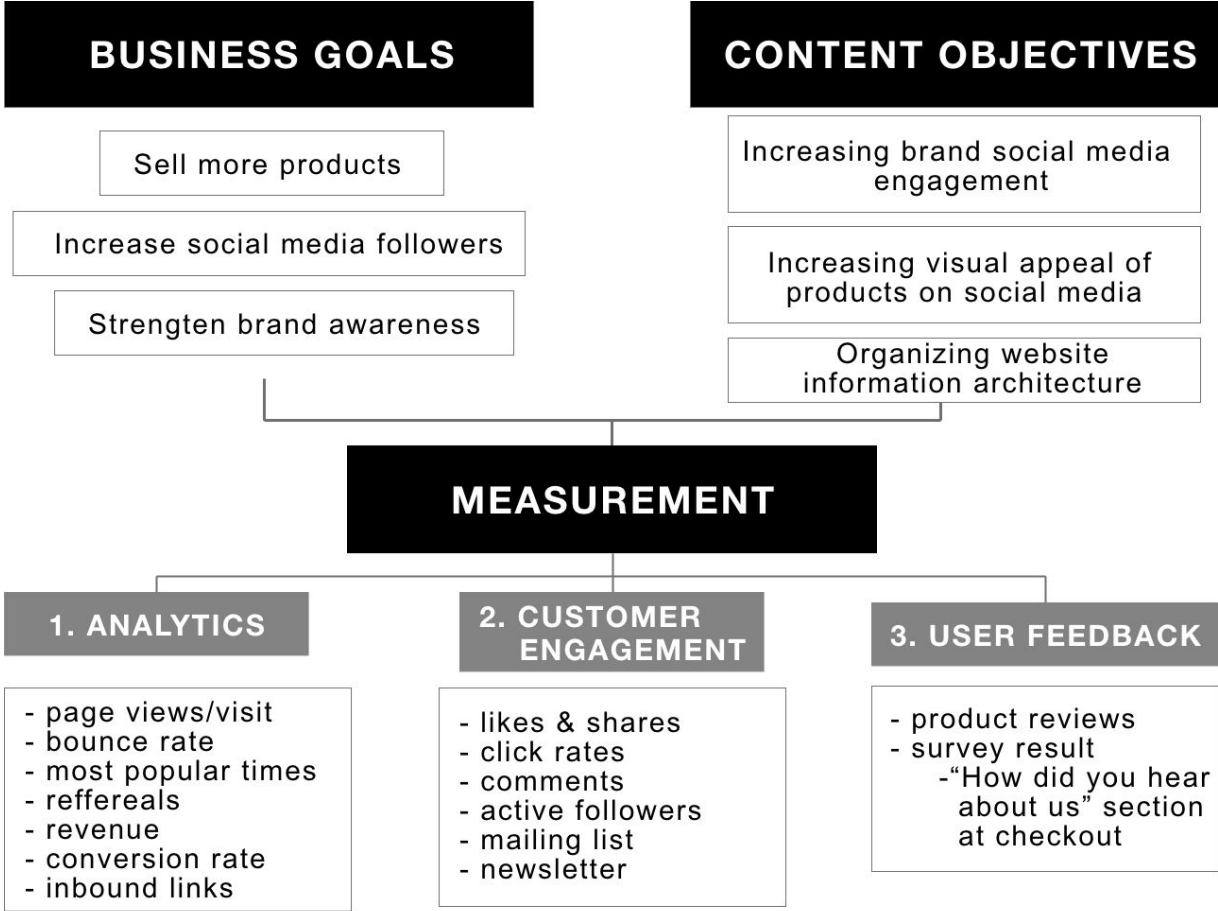 BUSINESS GOALS
Sell more products
Increase social media followers
Strengten brand awareness
CONTENT OBJECTIVES
Increasing brand social media
engagement
Increasing visual appeal of
products on social media
Organizing website
information architecture
MEASUREMENT
1. ANALYTICS
- page views/visit
- bounce rate
- most popular times
- reffereals
- revenue
- conversion rate
- inbound links
2. CUSTOMER
ENGAGEMENT
- likes & shares
- click rates
- comments
- active followers
- mailing list
- newsletter
3. USER FEEDBACK
- product reviews
- survey result
-“How did you hear
about us” section
at checkout